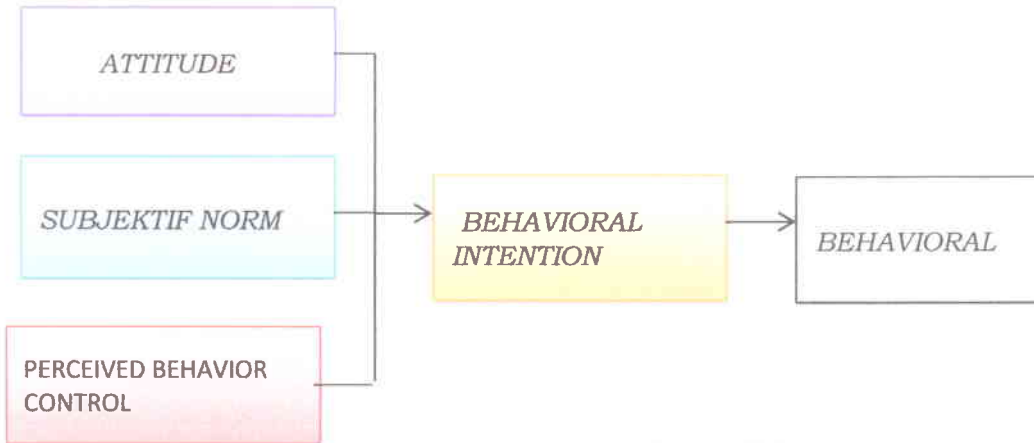 ATTITUDE
SUBJEKTIF NORM
PERCEIVED BEHAVIOR
CONTROL
BEHAVIORAL
INTENTION
BEHAVIORAL